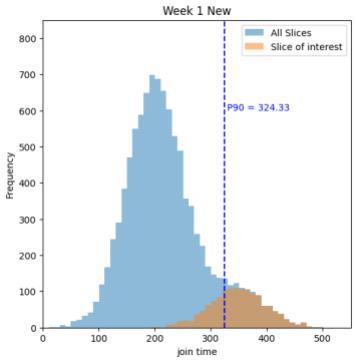 Week 1 New
All Slices
Slice of interest
P90 = 324.33
Frequency
800
700
600
500
400
300
200
100
0
0 100 200 300 400 500
join time